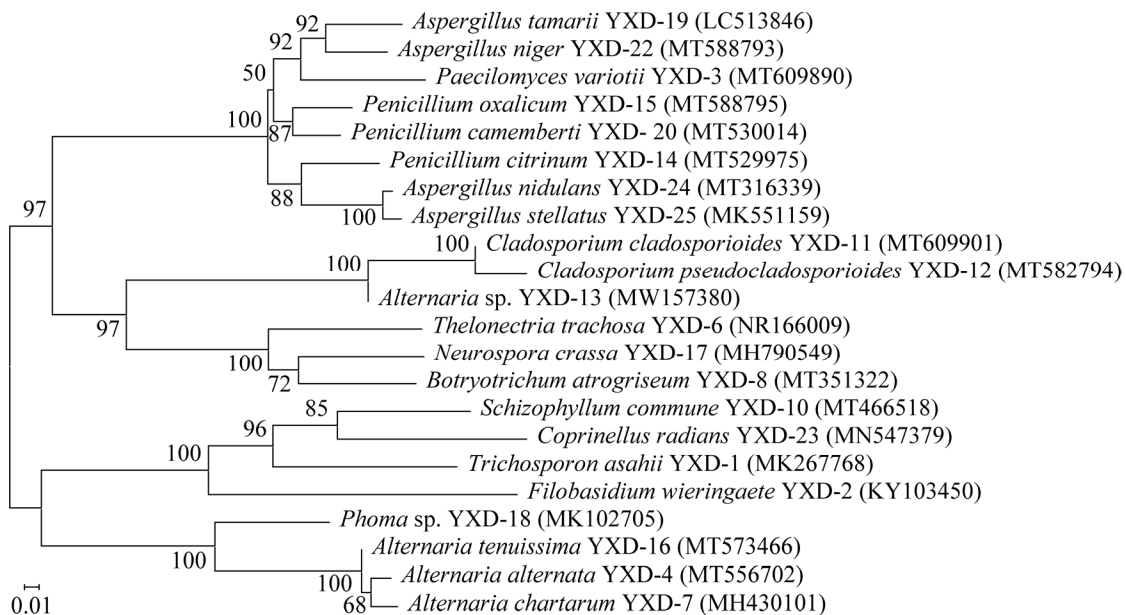 92
Aspergillus tamarii YXD-19 (LC513846)
92
Aspergillus niger YXD-22 (MT588793)
50
Paecilomyces variotii YXD-3 (MT609890)
Penicillium oxalicum YXD-15 (MT588795)
100
87
Penicillium camemberti YXD- 20 (MT530014)
Penicillium citrinum YXD-14 (MT529975)
88
Aspergillus nidulans YXD-24 (MT316339)
97
100
Aspergillus stellatus YXD-25 (MK551159)
100
Cladosporium cladosporioides YXD-11 (MT609901)
100
Cladosporium pseudocladosporioides YXD-12 (MT582794)
Alternaria sp. YXD-13 (MW157380)
97
Thelonectria trachosa YXD-6 (NR166009)
100
Neurospora crassa YXD-17 (MH790549)
72
Botryotrichum atrogriseum YXD-8 (MT351322)
85
Schizophyllum commune YXD-10 (MT466518)
96
Coprinellus radians YXD-23 (MN547379)
100
Trichosporon asahii YXD-1 (MK267768)
Filobasidium wieringaete YXD-2 (KY103450)
Phoma sp. YXD-18 (MK102705)
100
Alternaria tenuissima YXD-16 (MT573466)
100
Alternaria alternata YXD-4 (MT556702)
68
Alternaria chartarum YXD-7 (MH430101)
0.01